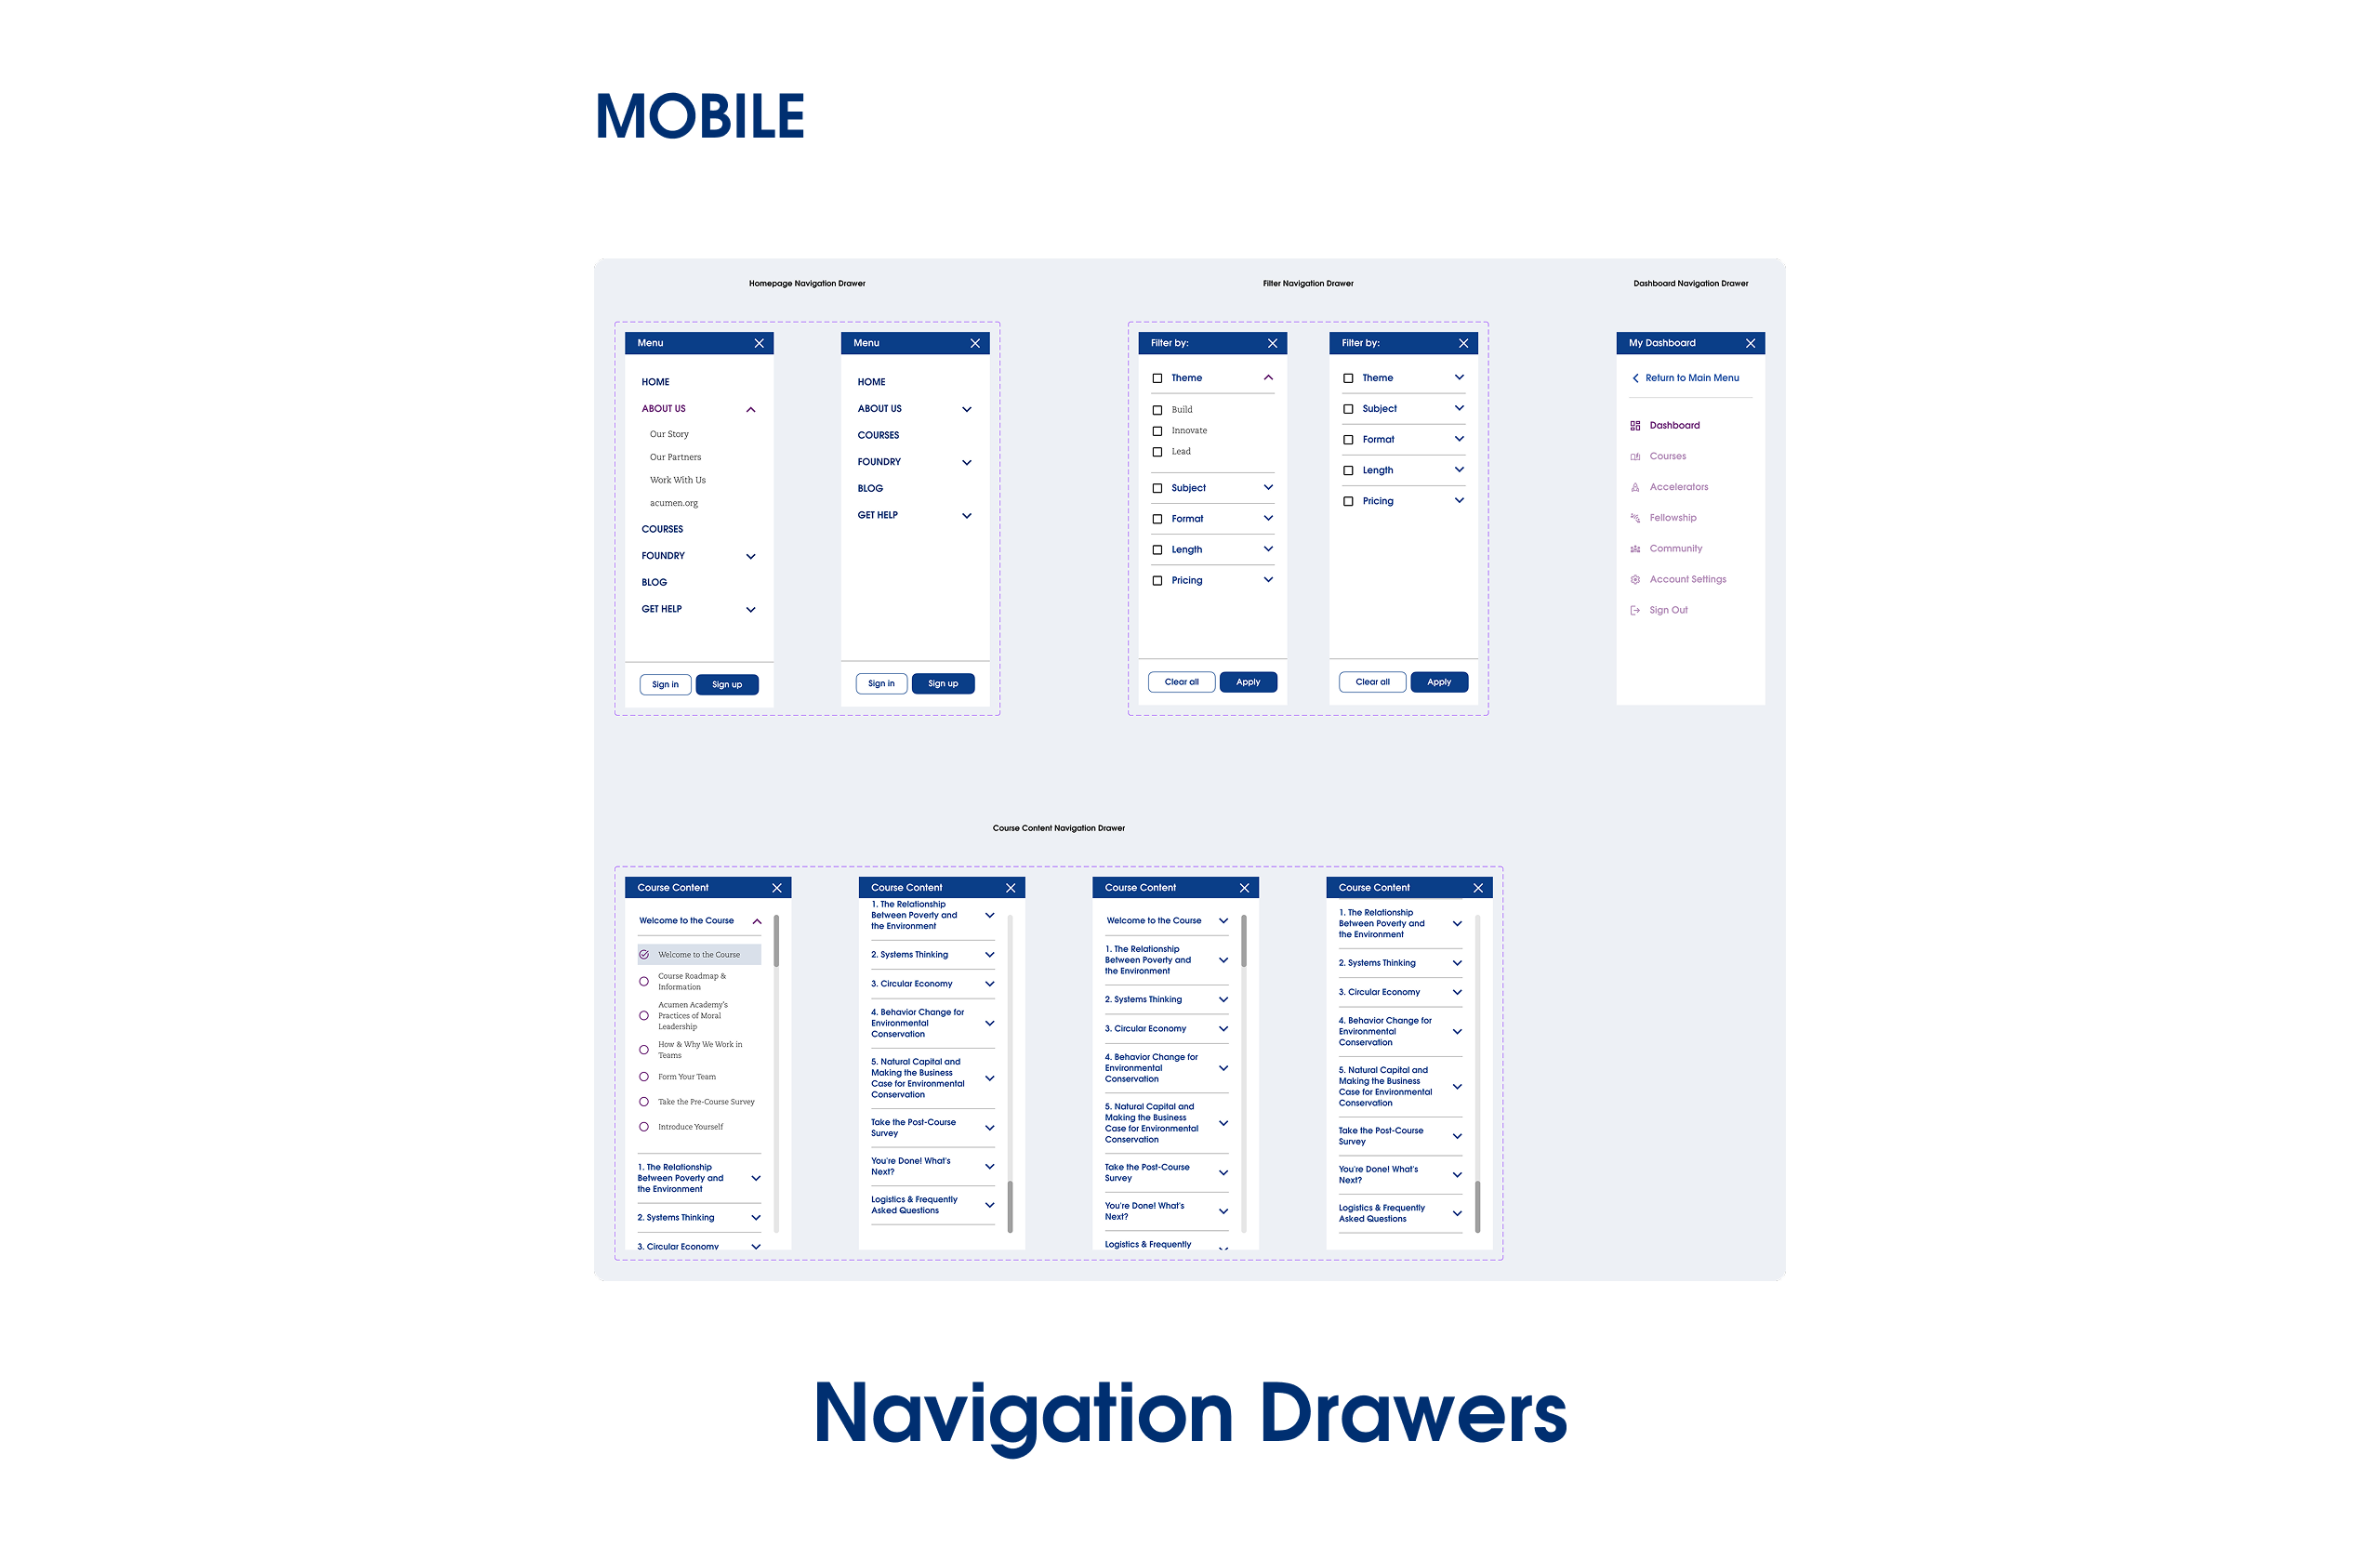 MOBILE
Homepage Navigation Drawer
Menu
HOME
ABOUT US
Our Story
Our Partners
Work With Us
acumen.org
COURSES
FOUNDRY
BLOG
GET HELP
Sign in
Sign up
Menu
HOME
ABOUT US
COURSES
FOUNDRY
BLOG
GET HELP
Sign in
Sign up
Filter Navigation Drawer
Filter by:
Theme
Build
Innovate
Lead
Subject
Format
Length
Pricing
Clear all
Apply
Filter by:
Theme
Subject
Format
Length
Pricing
Clear all
Apply
Dashboard Navigation Drawer
My Dashboard
Return to Main Menu
Dashboard
Courses
Accelerators
Fellowship
Community
Account Settings
Sign Out
Course Content Navigation Drawer
Course Content
Welcome to the Course
Welcome to the Course
Course Roadmap &
Information
Acumen Academy's
Practices of Moral
Leadership
How & Why We Work in
Teams
Form Your Team
Take the Pre-Course Survey
Introduce Yourself
1. The Relationship
Between Poverty and
the Environment
2. Systems Thinking
3. Circular Economy
Course Content
1. The Relationship
Between Poverty and
the Environment
2. Systems Thinking
3. Circular Economy
4. Behavior Change for
Environmental
Conservation
5. Natural Capital and
Making the Business
Case for Environmental
Conservation
Take the Post-Course
Survey
You're Done! What's
Next?
Logistics & Frequently
Asked Questions
Course Content
Welcome to the Course
1. The Relationship
Between Poverty and
the Environment
2. Systems Thinking
3. Circular Economy
4. Behavior Change for
Environmental
Conservation
5. Natural Capital and
Making the Business
Case for Environmental
Conservation
Take the Post-Course
Survey
You're Done! What's
Next?
Logistics & Frequently
Course Content
1. The Relationship
Between Poverty and
the Environment
2. Systems Thinking
3. Circular Economy
4. Behavior Change for
Environmental
Conservation
5. Natural Capital and
Making the Business
Case for Environmental
Conservation
Take the Post-Course
Survey
You're Done! What's
Next?
Logistics & Frequently
Asked Questions
Navigation Drawers